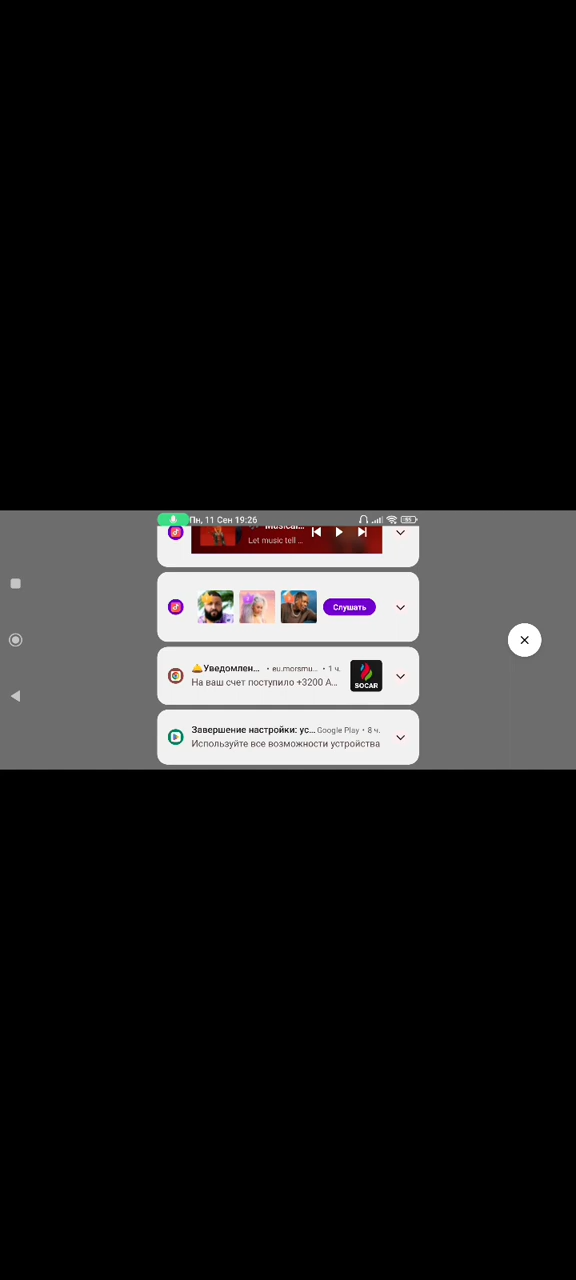 Пн, 11 Сен 19:26
85
Let music tell ...
Слушать
🔔Уведомлен... • eu.morsmu... • 1 ч.
На ваш счет поступило +3200 A...
SOCAR
Завершение настройки: ус... Google Play • 8 ч.
Используйте все возможности устройства